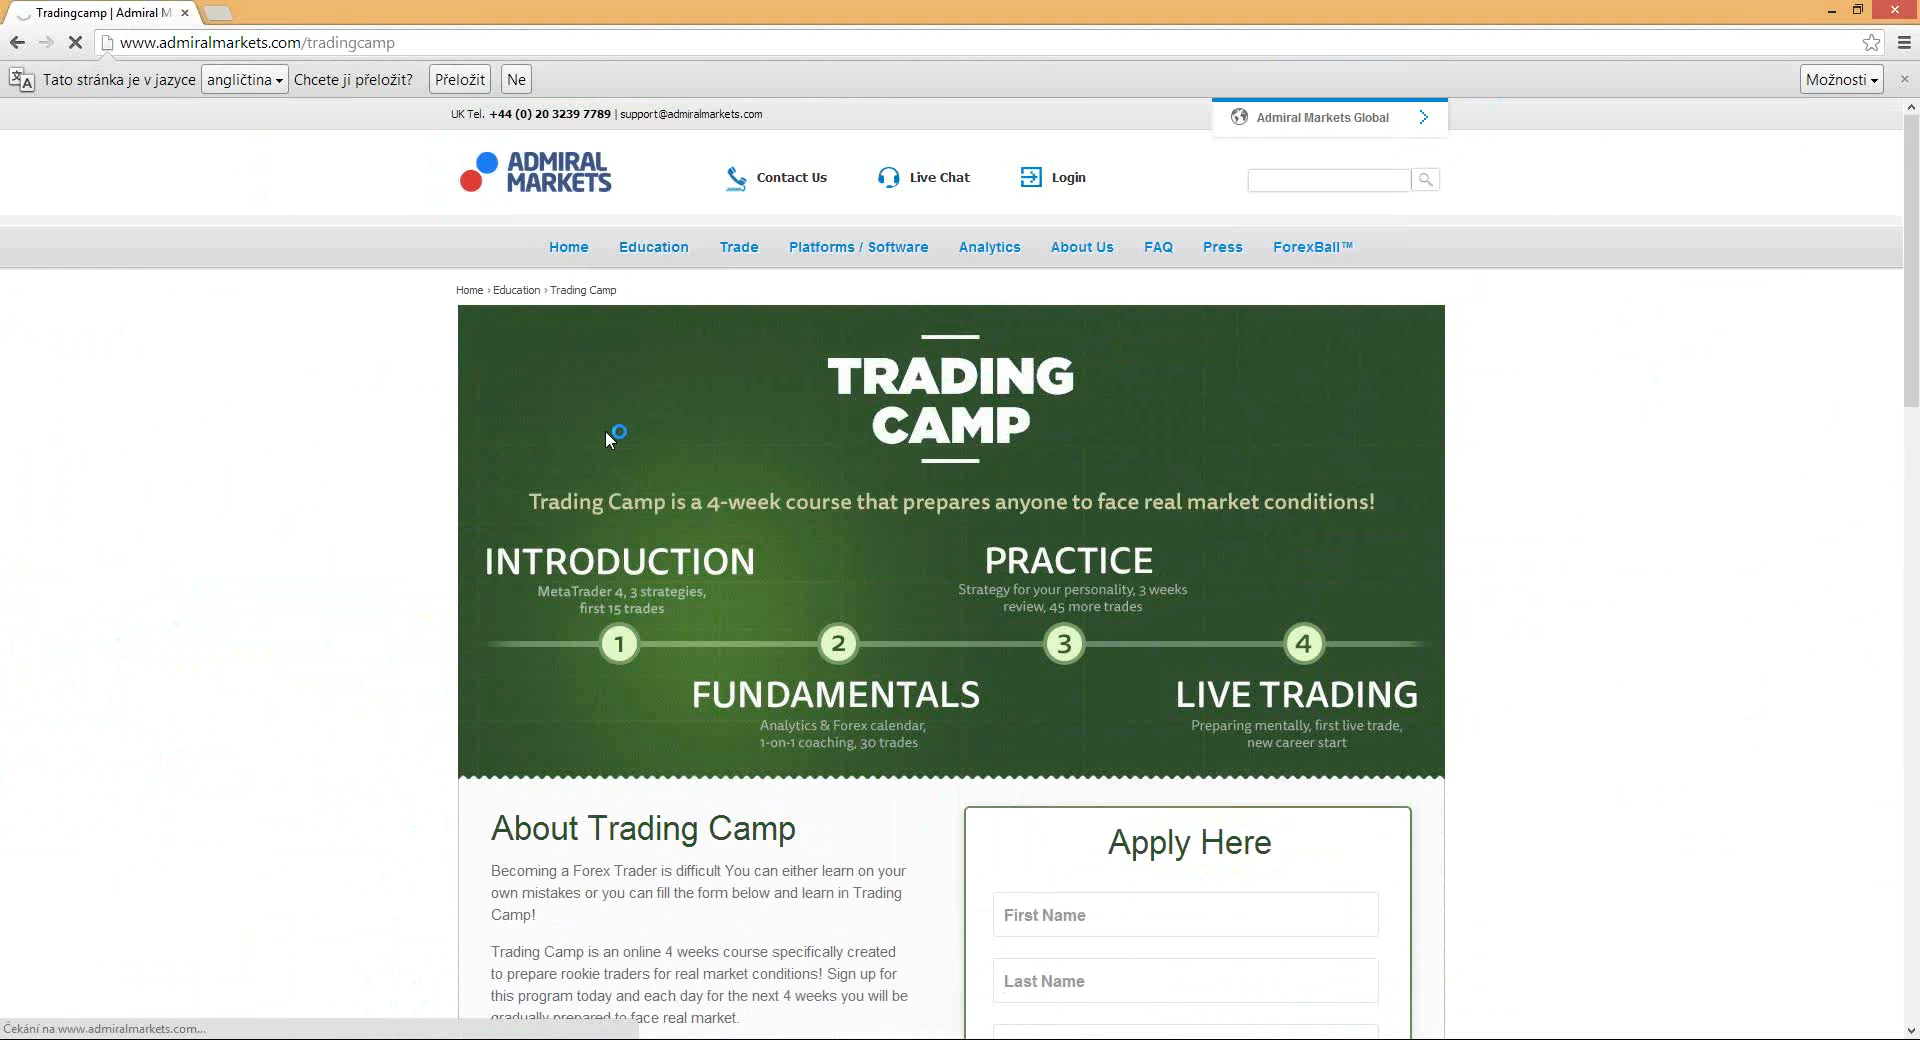 Tradingcamp | Admiral M
www.admiralmarkets.com/tradingcamp
Tato stránka je v jazyce angličtina Chcete ji přeložit? Přeložit Ne Možnosti
UK Tel. +44 (0) 20 3239 7789 | support@admiralmarkets.com
Admiral Markets Global
ADMIRAL
MARKETS
Contact Us Live Chat Login
Home Education Trade Platforms / Software Analytics About Us FAQ Press ForexBall™
Home › Education › Trading Camp
TRADING
CAMP
Trading Camp is a 4-week course that prepares anyone to face real market conditions!
INTRODUCTION
MetaTrader 4, 3 strategies,
first 15 trades
PRACTICE
Strategy for your personality, 3 weeks
review, 45 more trades
1 2 3 4
FUNDAMENTALS
Analytics & Forex calendar,
1-on-1 coaching, 30 trades
LIVE TRADING
Preparing mentally, first live trade,
new career start
About Trading Camp
Becoming a Forex Trader is difficult You can either learn on your
own mistakes or you can fill the form below and learn in Trading
Camp!
Trading Camp is an online 4 weeks course specifically created
to prepare rookie traders for real market conditions! Sign up for
this program today and each day for the next 4 weeks you will be
gradually prepared to face real market.
Apply Here
First Name
Last Name
Čekání na www.admiralmarkets.com...